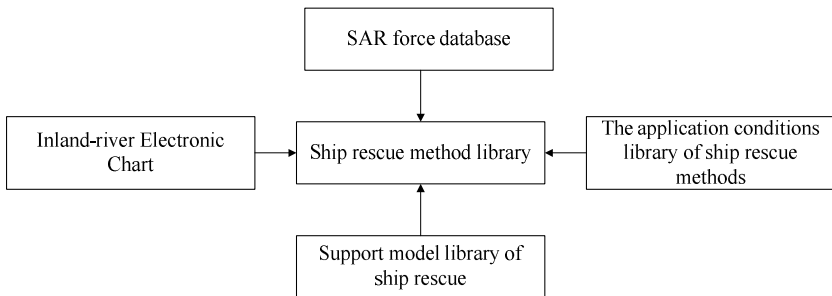 SAR force database
Inland-river Electronic
Chart
Ship rescue method library
The application conditions
library of ship rescue
methods
Support model library of
ship rescue